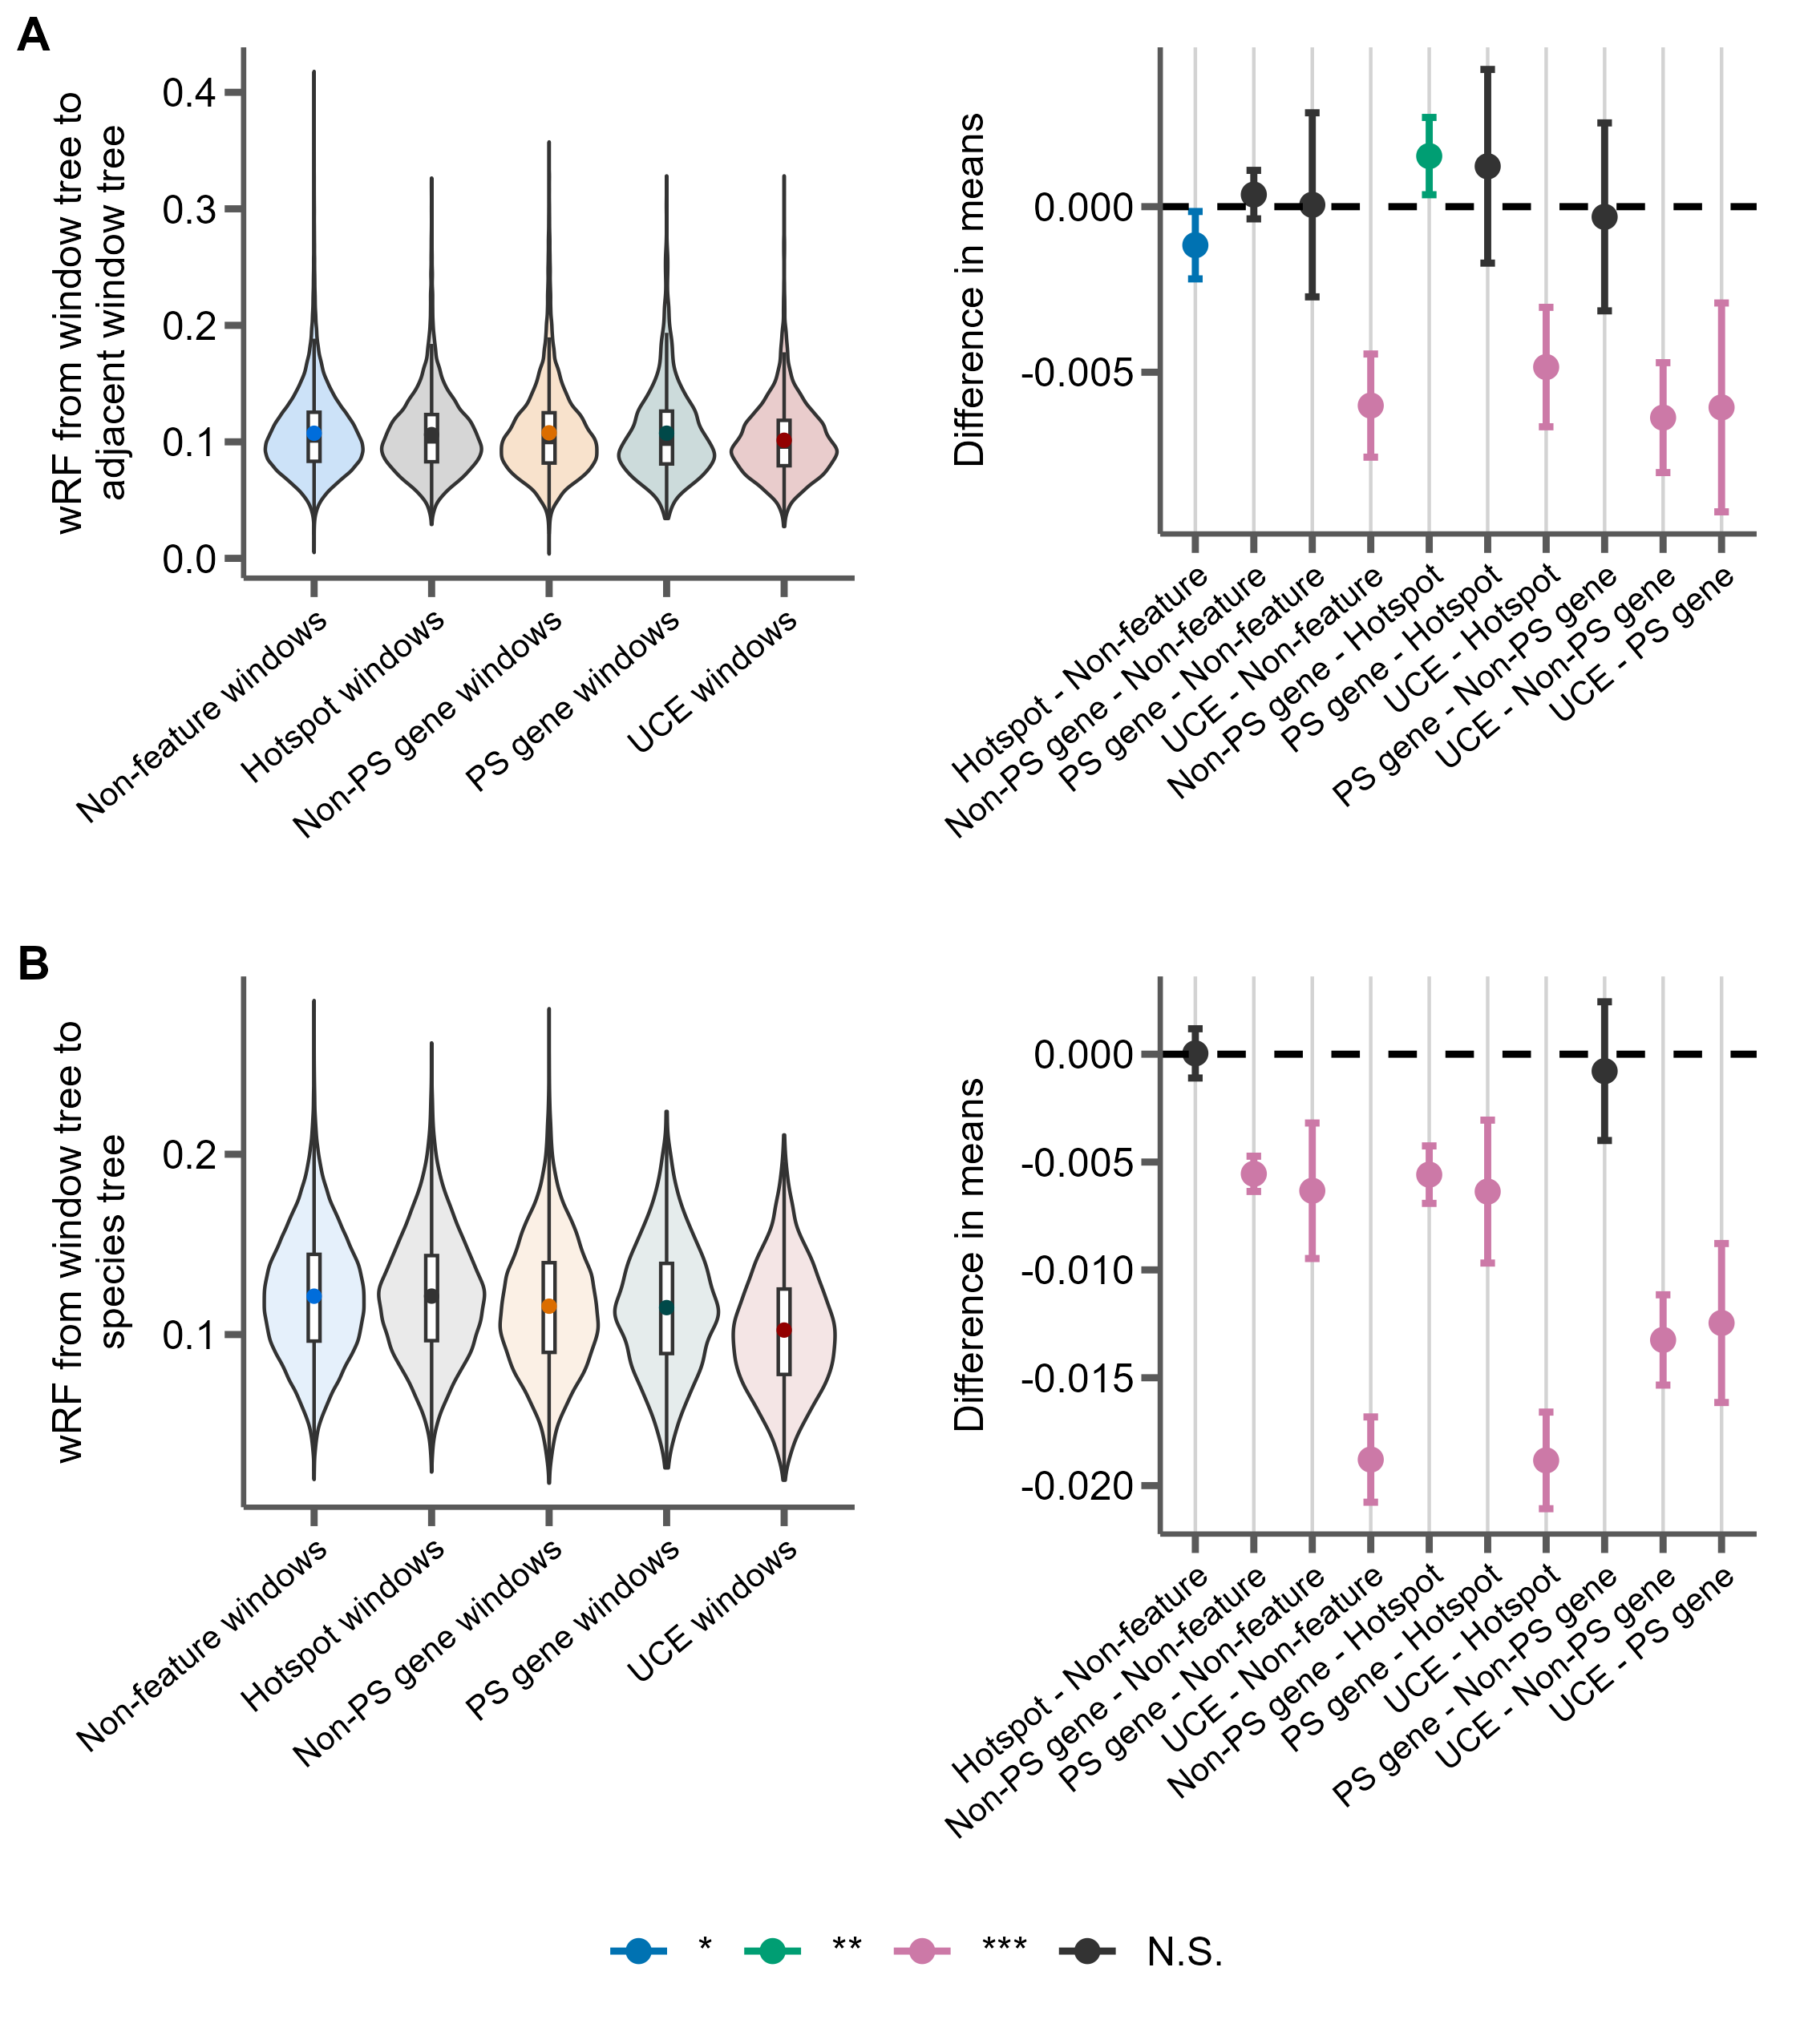 A
wRF from window tree to
adjacent window tree
0.4
0.3
0.2
0.1
0.0
Non-feature windows
Hotspot windows
Non-PS gene windows
PS gene windows
UCE windows
Difference in means
0.000
-0.005
Hotspot - Non-feature
Non-PS gene - Non-feature
PS gene - Non-feature
UCE - Non-feature
Non-PS gene - Hotspot
PS gene - Hotspot
UCE - Hotspot
PS gene - Non-PS gene
UCE - Non-PS gene
UCE - PS gene
B
wRF from window tree to
species tree
0.2
0.1
Non-feature windows
Hotspot windows
Non-PS gene windows
PS gene windows
UCE windows
Difference in means
0.000
-0.005
-0.010
-0.015
-0.020
Hotspot - Non-feature
Non-PS gene - Non-feature
PS gene - Non-feature
UCE - Non-feature
Non-PS gene - Hotspot
PS gene - Hotspot
UCE - Hotspot
PS gene - Non-PS gene
UCE - Non-PS gene
UCE - PS gene
* ** *** N.S.